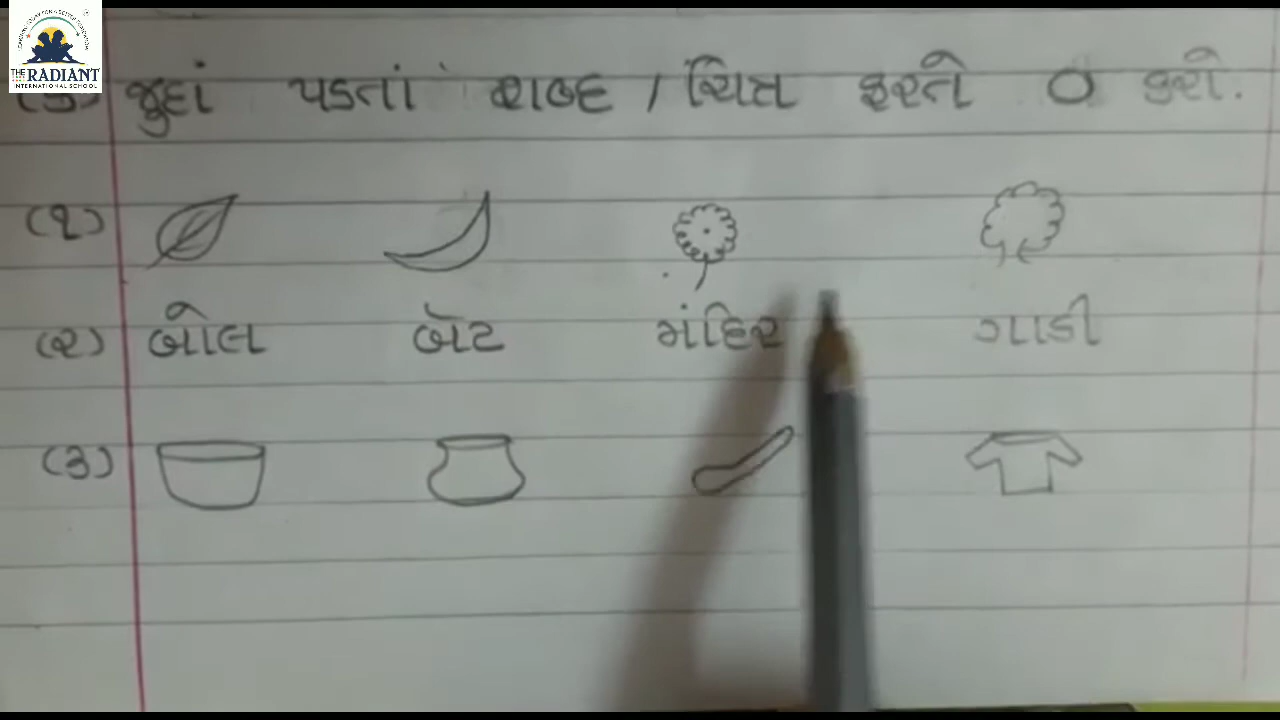 THE RADIANT
INTERNATIONAL SCHOOL
(ક) જુદાં પડતાં શબ્દ / ચિત્ર ફરતે O કરો.
(૧)
(૨) બોલ બેટ મંદિર ગાડી
(૩)